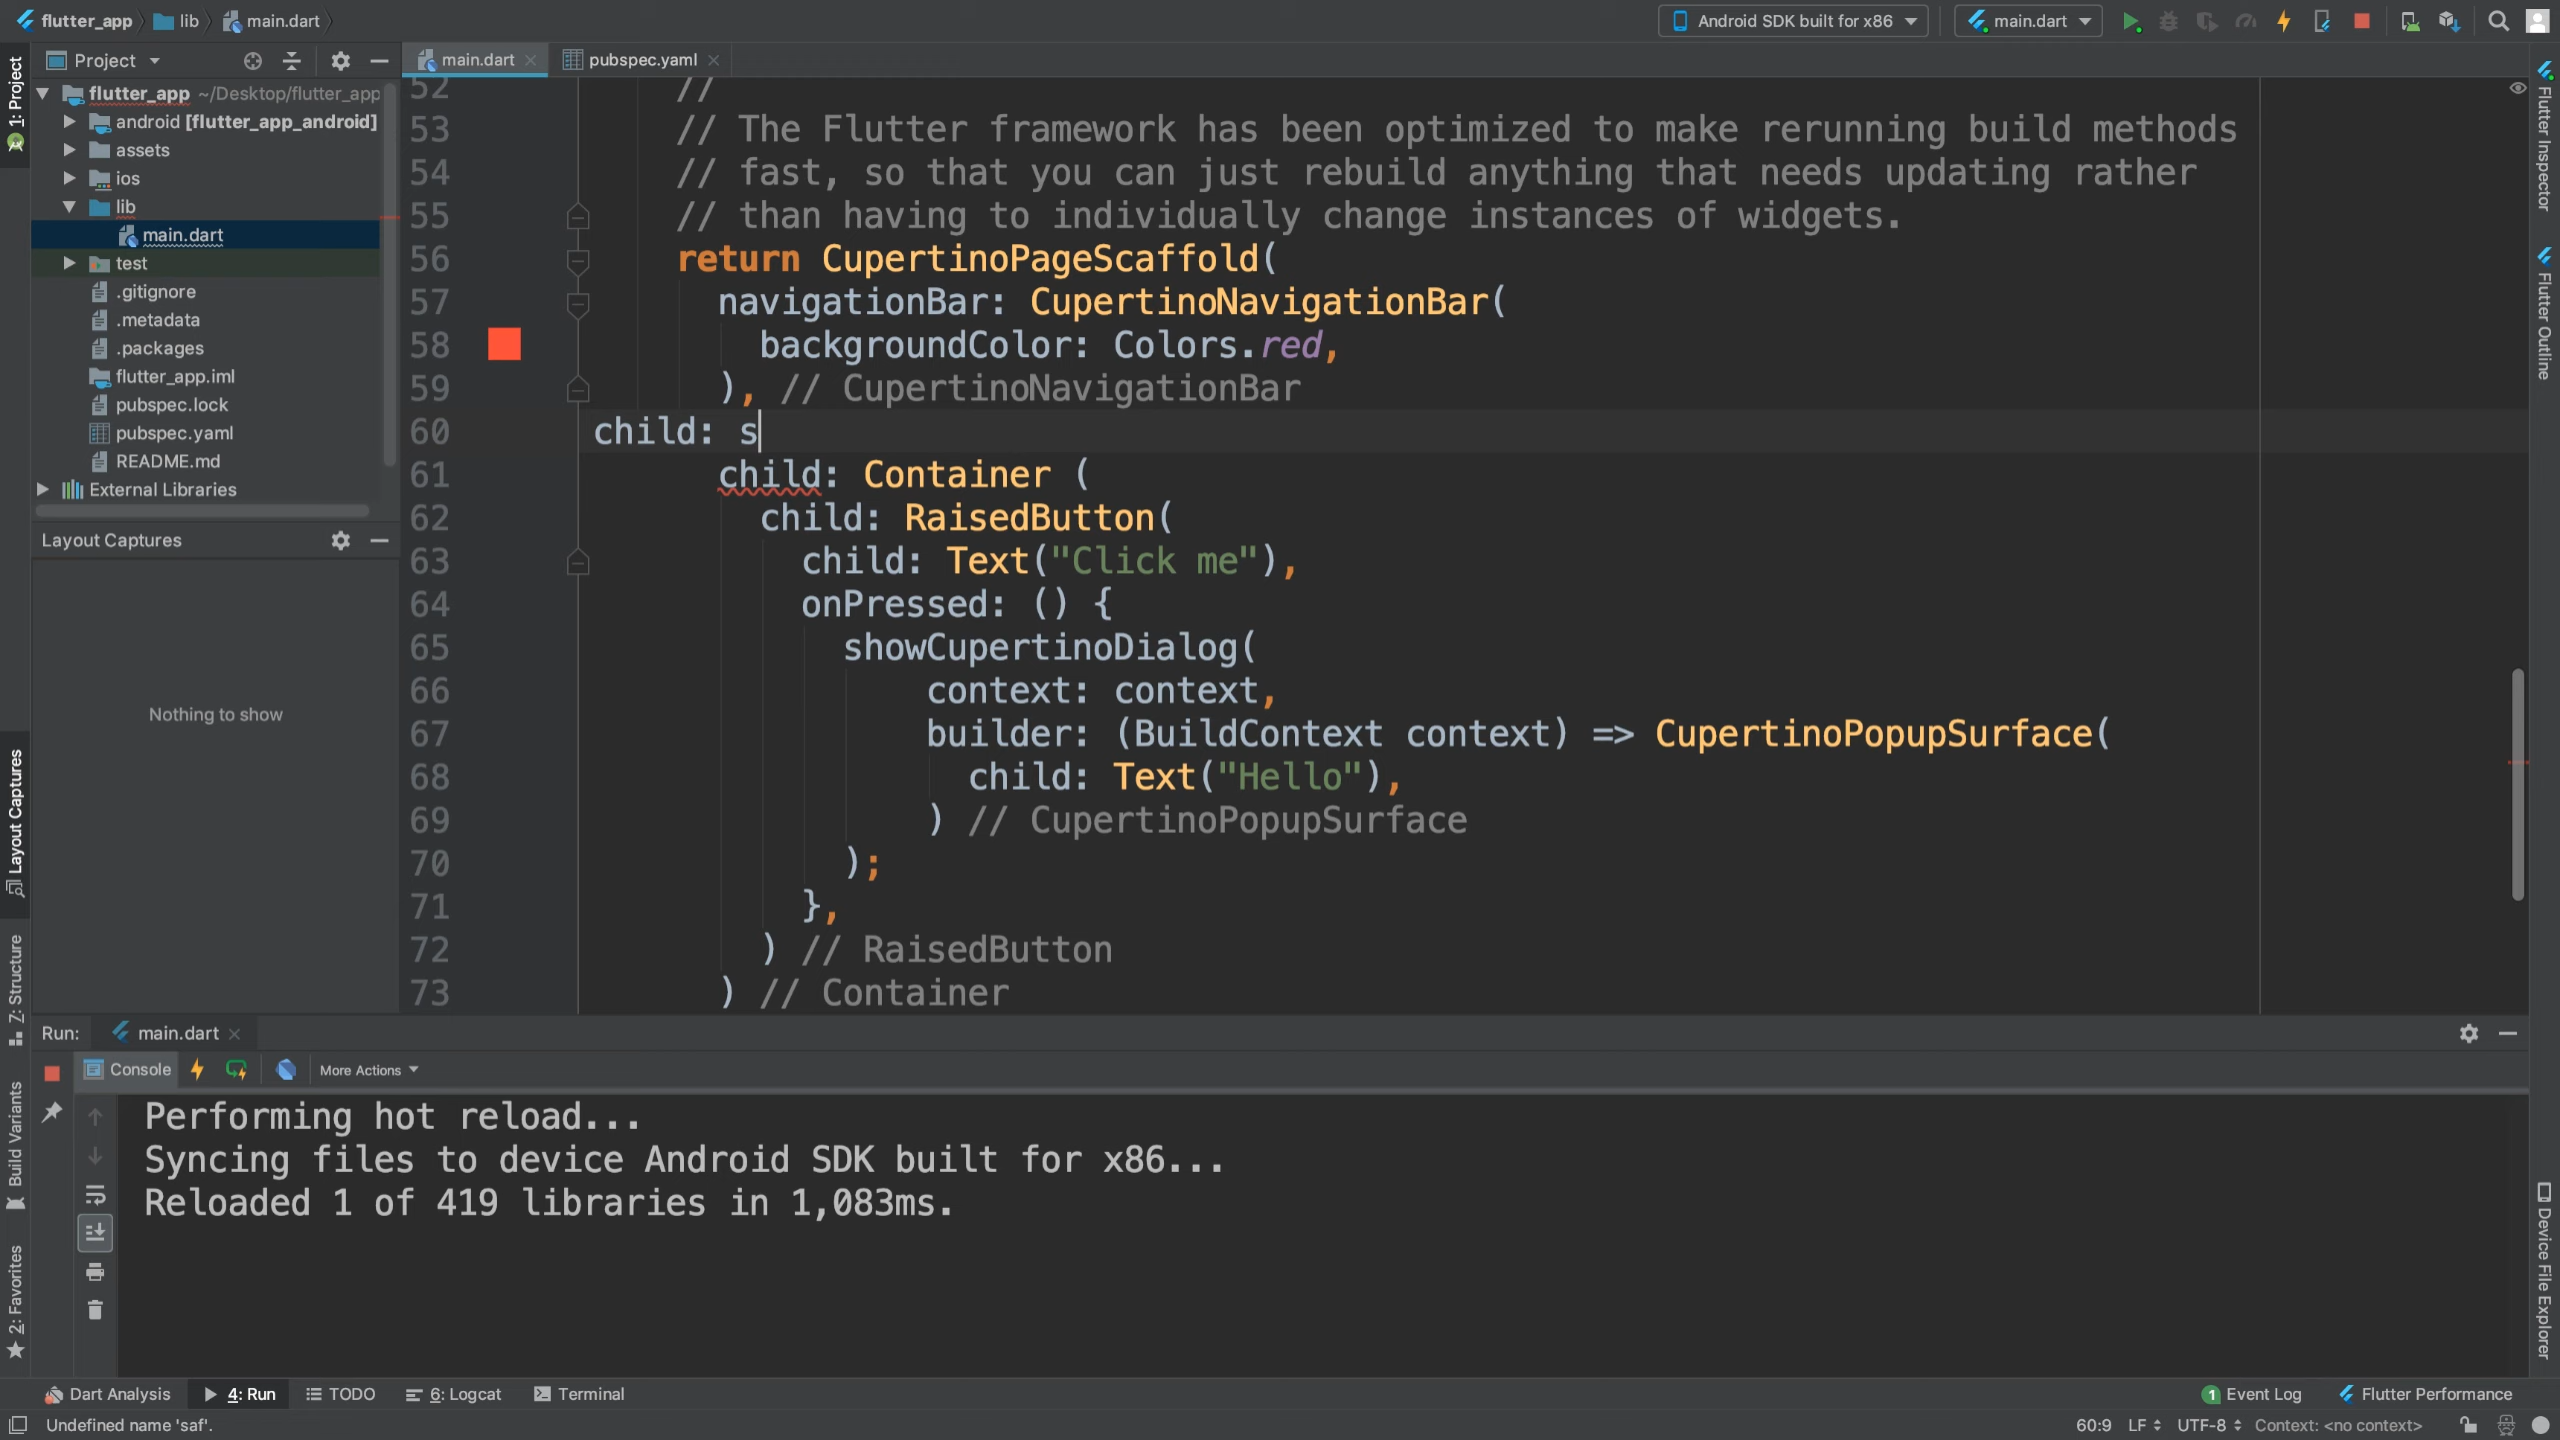 flutter_app lib main.dart Android SDK built for x86 main.dart
1: Project
Layout Captures
Z: Structure
Build Variants
2: Favorites
Project
flutter_app ~/Desktop/flutter_app
android [flutter_app_android]
assets
ios
lib
main.dart
test
.gitignore
.metadata
.packages
flutter_app.iml
pubspec.lock
pubspec.yaml
README.md
External Libraries
Layout Captures
Nothing to show
main.dart pubspec.yaml
52 //
53 // The Flutter framework has been optimized to make rerunning build methods
54 // fast, so that you can just rebuild anything that needs updating rather
55 // than having to individually change instances of widgets.
56 return CupertinoPageScaffold(
57 navigationBar: CupertinoNavigationBar(
58 backgroundColor: Colors.red,
59 ), // CupertinoNavigationBar
60 child: s
61 child: Container (
62 child: RaisedButton(
63 child: Text("Click me"),
64 onPressed: () {
65 showCupertinoDialog(
66 context: context,
67 builder: (BuildContext context) => CupertinoPopupSurface(
68 child: Text("Hello"),
69 ) // CupertinoPopupSurface
70 );
71 },
72 ) // RaisedButton
73 ) // Container
Flutter Inspector
Flutter Outline
Device File Explorer
Run: main.dart
Console More Actions
Performing hot reload...
Syncing files to device Android SDK built for x86...
Reloaded 1 of 419 libraries in 1,083ms.
Dart Analysis 4: Run TODO 6: Logcat Terminal 1 Event Log Flutter Performance
Undefined name 'saf'. 60:9 LF UTF-8 Context: <no context>